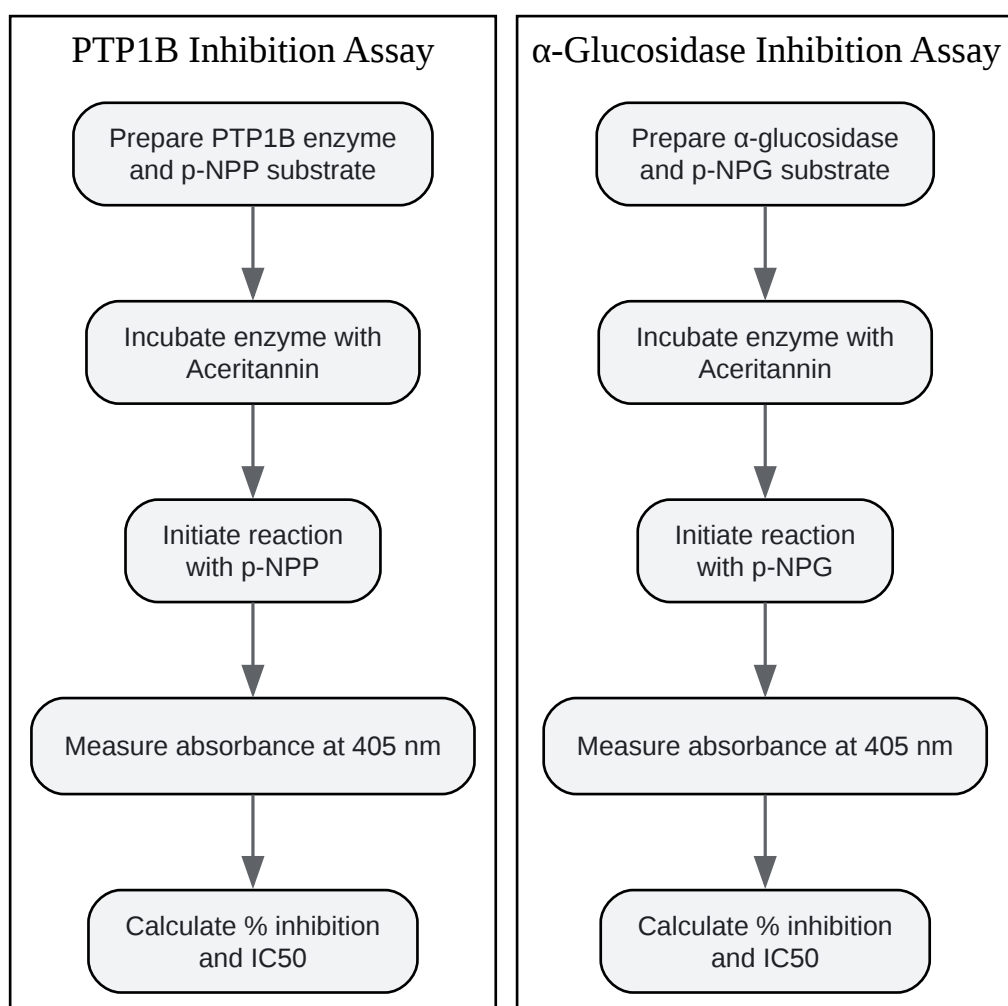 PTP1B Inhibition Assay
Prepare PTP1B enzyme
and p-NPP substrate
Incubate enzyme with
Aceritannin
Initiate reaction
with p-NPP
Measure absorbance at 405 nm
Calculate % inhibition
and IC50
α-Glucosidase Inhibition Assay
Prepare α-glucosidase
and p-NPG substrate
Incubate enzyme with
Aceritannin
Initiate reaction
with p-NPG
Measure absorbance at 405 nm
Calculate % inhibition
and IC50